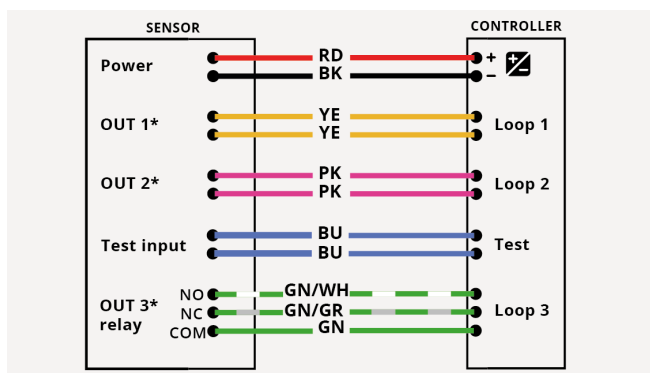 SENSOR
CONTROLLER
Power
RD
BK
+
−
+
−
OUT 1*
YE
YE
Loop 1
OUT 2*
PK
PK
Loop 2
Test input
BU
BU
Test
OUT 3*
relay
NO
NC
COM
GN/WH
GN/GR
GN
Loop 3